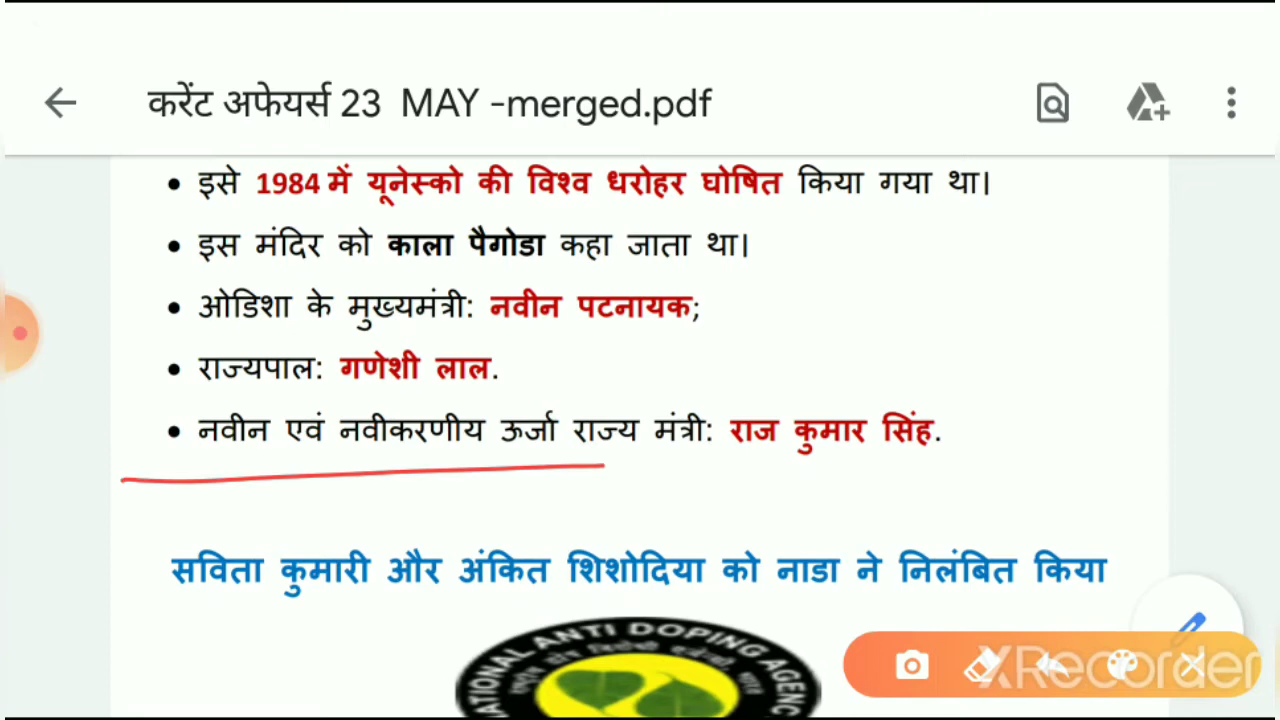 करेंट अफेयर्स 23 MAY -merged.pdf
• इसे 1984 में यूनेस्को की विश्व धरोहर घोषित किया गया था।
• इस मंदिर को काला पैगोडा कहा जाता था।
• ओडिशा के मुख्यमंत्री: नवीन पटनायक;
• राज्यपाल: गणेशी लाल.
• नवीन एवं नवीकरणीय ऊर्जा राज्य मंत्री: राज कुमार सिंह.
सविता कुमारी और अंकित शिशोदिया को नाडा ने निलंबित किया
NATIONAL ANTI DOPING AGENC
XRecorder